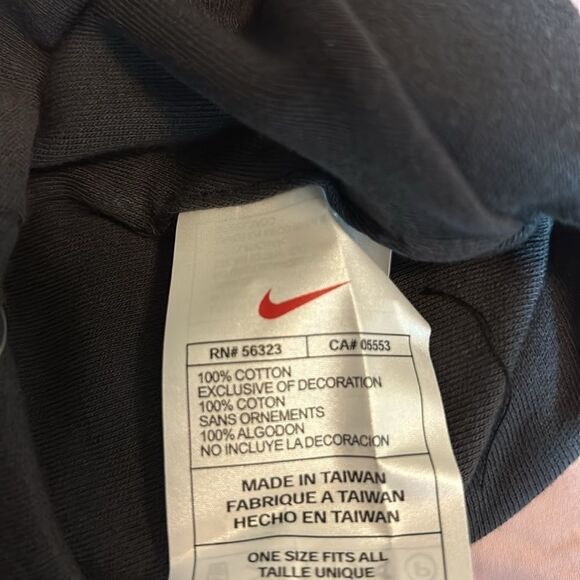 RN# 56323 CA# 05553
100% COTTON
EXCLUSIVE OF DECORATION
100% COTON
SANS ORNEMENTS
100% ALGODON
NO INCLUYE LA DECORACION
MADE IN TAIWAN
FABRIQUE A TAIWAN
HECHO EN TAIWAN
ONE SIZE FITS ALL
TAILLE UNIQUE